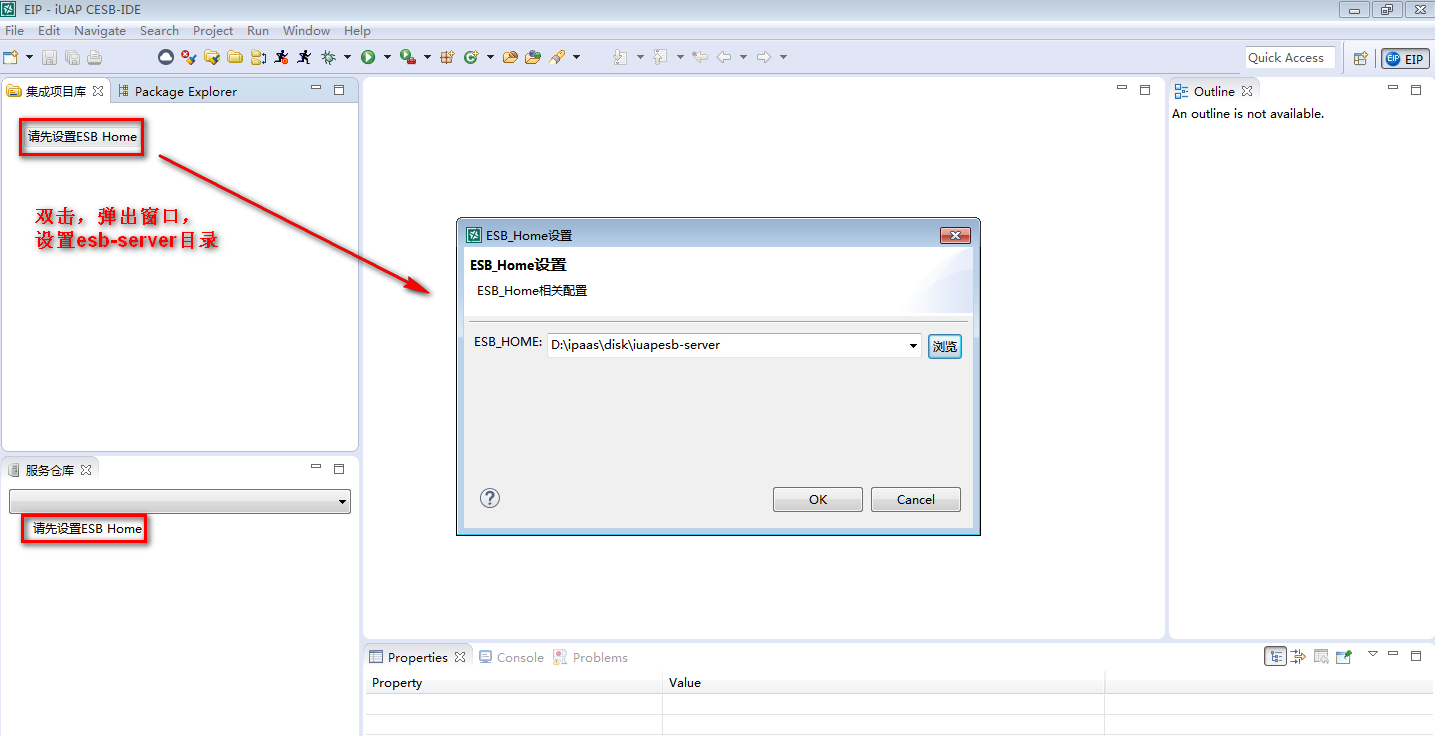 EIP - iUAP CESB-IDE
File Edit Navigate Search Project Run Window Help
Quick Access
EIP EIP
集成项目库 Package Explorer
请先设置ESB Home
双击，弹出窗口，
设置esb-server目录
服务仓库
请先设置ESB Home
ESB_Home设置
ESB_Home设置
ESB_Home相关配置
ESB_HOME: D:\ipaas\disk\iuapesb-server 浏览
? OK Cancel
Outline
An outline is not available.
Properties Console Problems
Property Value